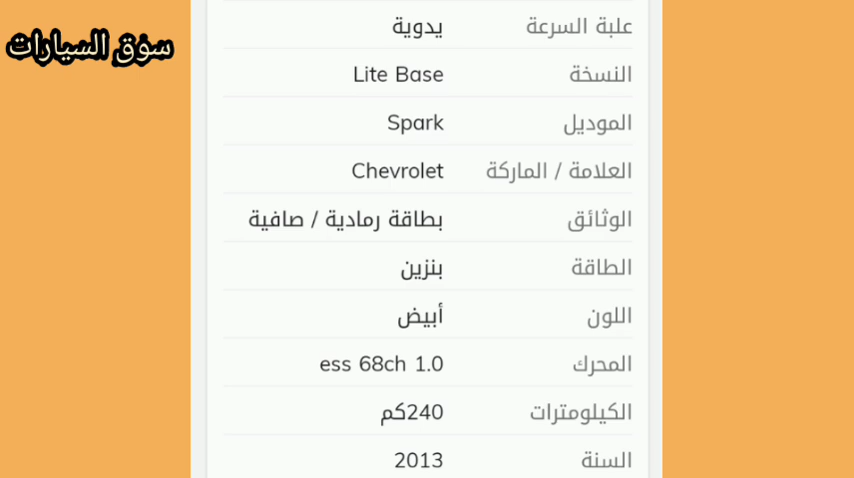 سوق السيارات
علبة السرعة يدوية
النسخة Lite Base
الموديل Spark
العلامة / الماركة Chevrolet
الوثائق بطاقة رمادية / صافية
الطاقة بنزين
اللون أبيض
المحرك 1.0 ess 68ch
الكيلومترات 240كم
السنة 2013